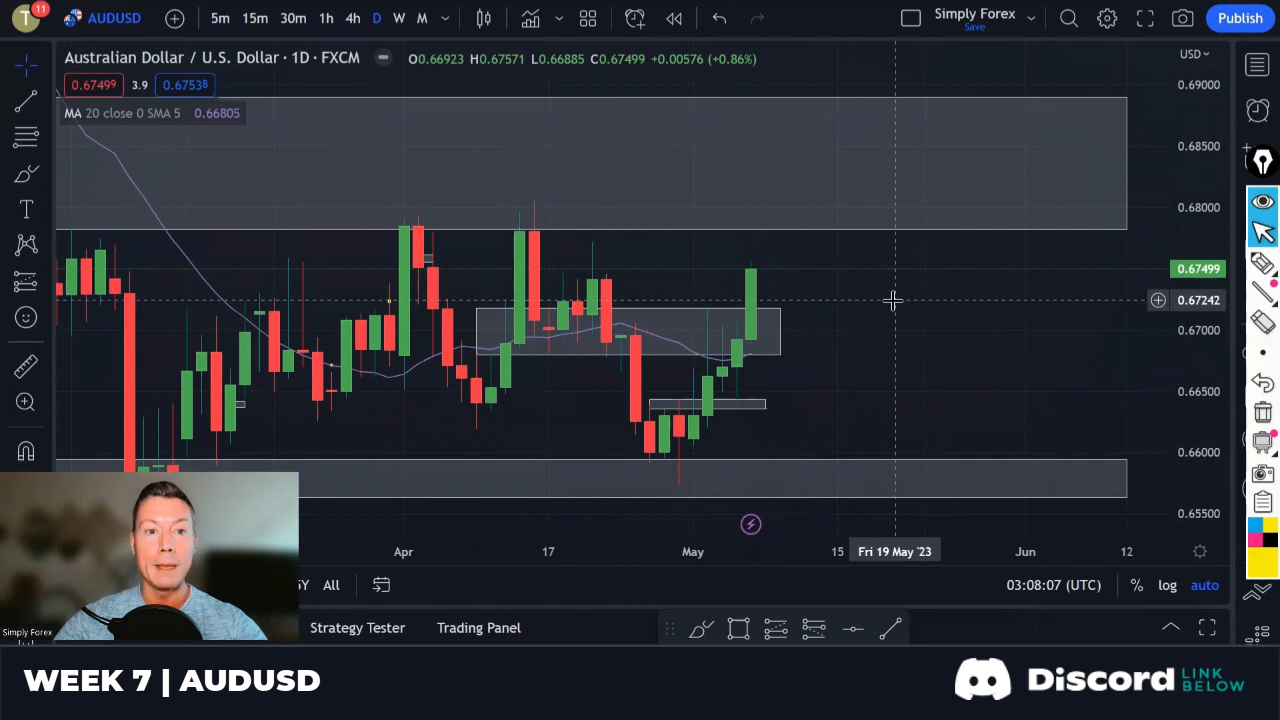 T 11 AUDUSD 5m 15m 30m 1h 4h D W M Simply Forex Save Publish
Australian Dollar / U.S. Dollar · 1D · FXCM O0.66923 H0.67571 L0.66885 C0.67499 +0.00576 (+0.86%) USD
0.67499 3.9 0.67538
MA 20 close 0 SMA 5 0.66805
0.69000
0.68500
0.68000
0.67499
0.67242
0.67000
0.66500
0.66000
0.65500
Apr 17 May 15 Fri 19 May '23 Jun 12
5Y All 03:08:07 (UTC) % log auto
Strategy Tester Trading Panel
Simply Forex
WEEK 7 | AUDUSD Discord LINK BELOW